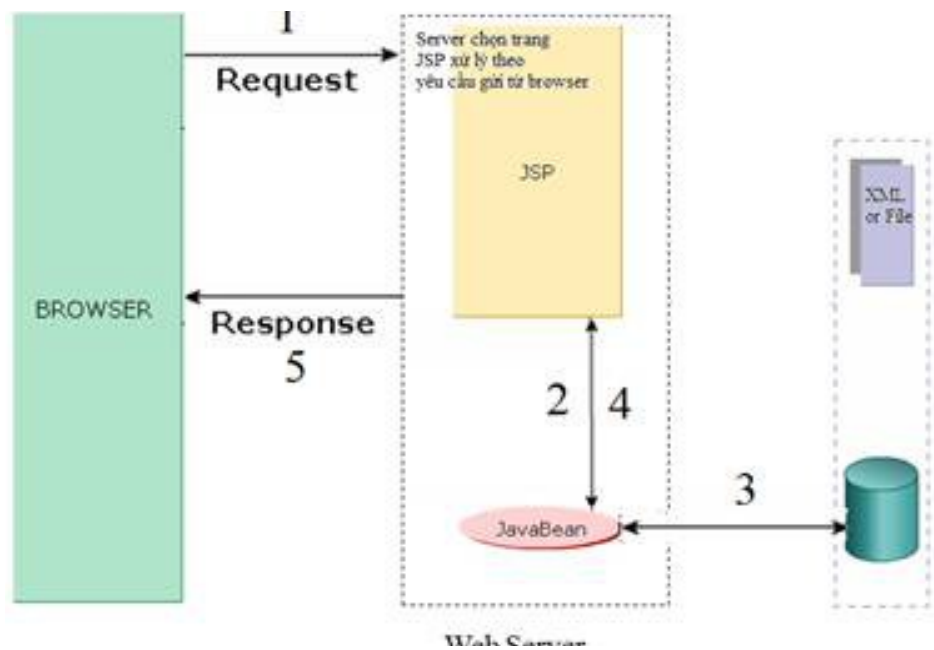 1
Request
Server chọn trang
JSP xử lý theo
yêu cầu gửi từ browser
JSP
XML
or File
BROWSER
Response
5
2
4
3
JavaBean
Web Server